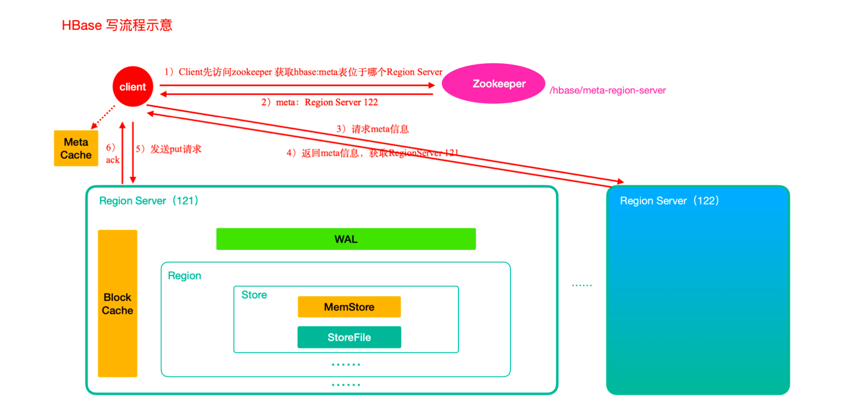 HBase 写流程示意
1）Client先访问zookeeper 获取hbase:meta表位于哪个Region Server
client
Zookeeper
/hbase/meta-region-server
2）meta：Region Server 122
3）请求meta信息
Meta
Cache
6）
ack
5）发送put请求
4）返回meta信息，获取RegionServer 121
Region Server（121）
Region Server（122）
WAL
Region
Block
Cache
Store
MemStore
StoreFile
······
······
······